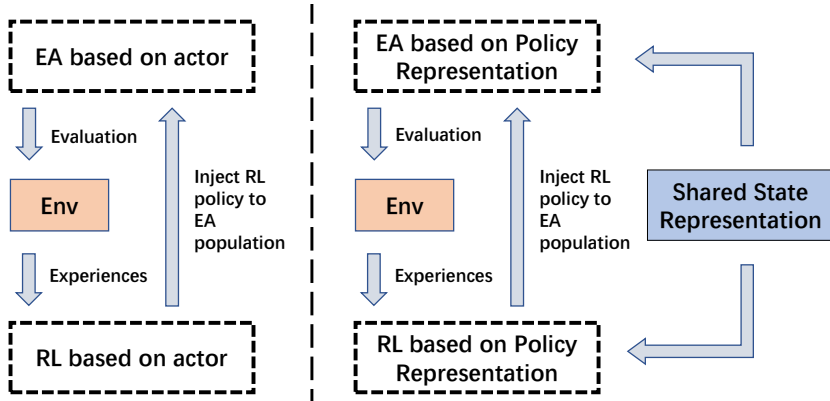 EA based on actor
Evaluation
Env
Inject RL
policy to
EA
population
Experiences
RL based on actor
EA based on Policy
Representation
Evaluation
Env
Inject RL
policy to
EA
population
Experiences
RL based on Policy
Representation
Shared State
Representation